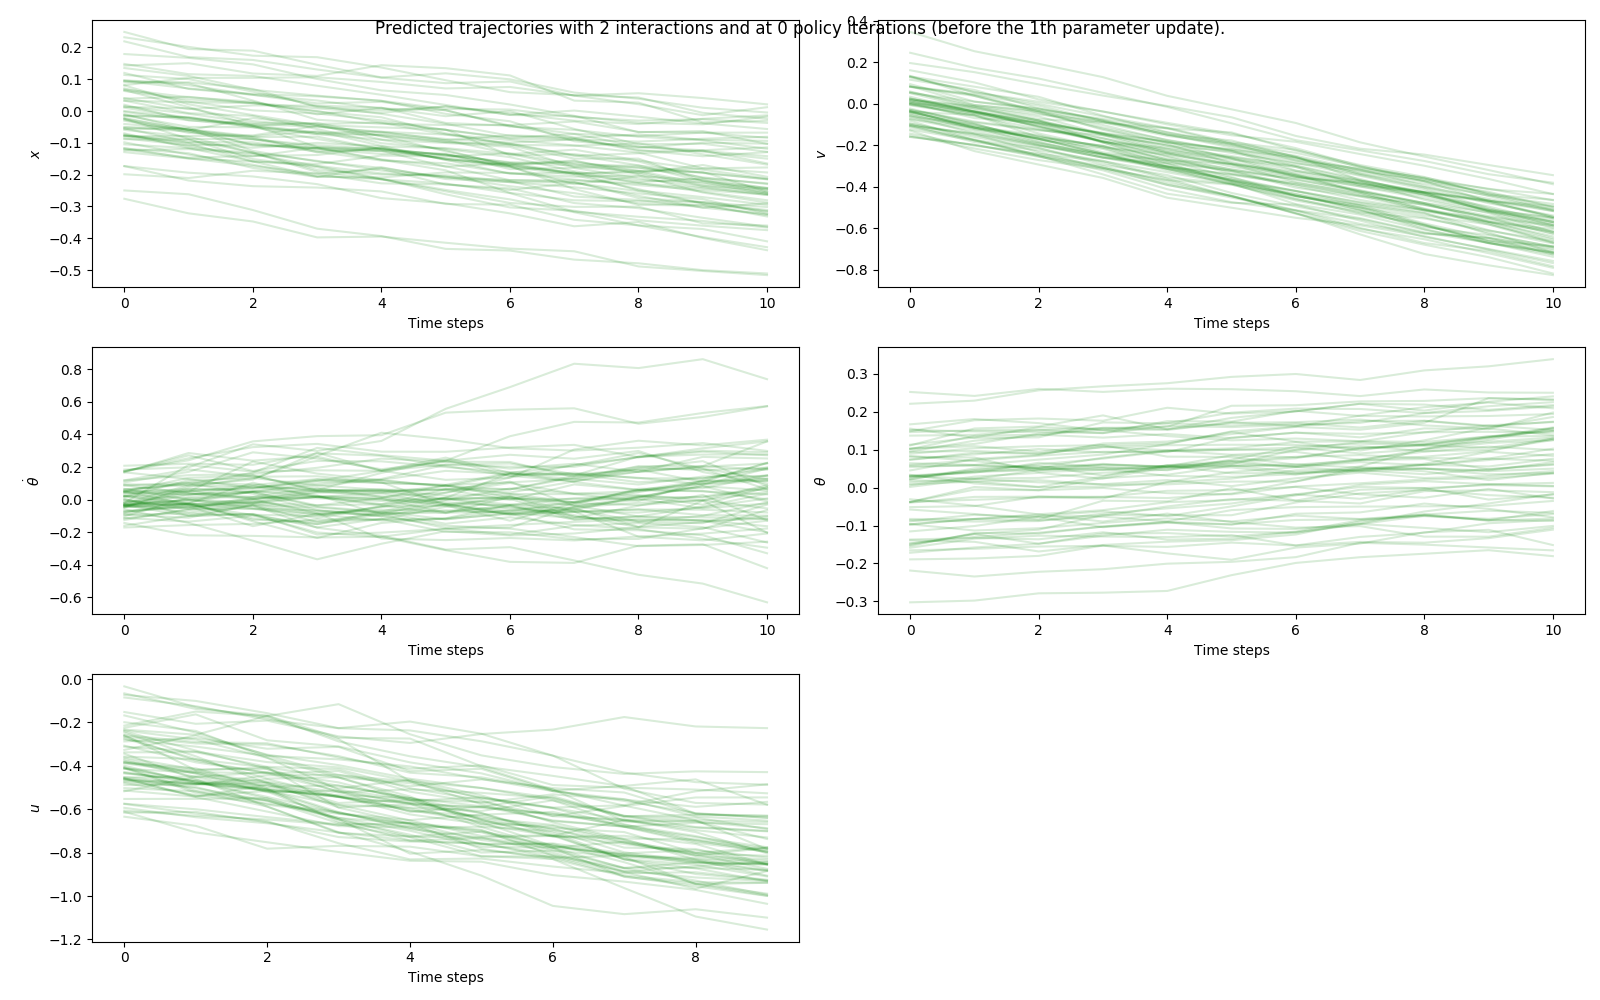 Predicted trajectories with 2 interactions and at 0 policy iterations (before the 1th parameter update).
0.2
0.1
0.0
−0.1
−0.2
−0.3
−0.4
−0.5
x
0 2 4 6 8 10
Time steps
0.4
0.2
0.0
−0.2
−0.4
−0.6
−0.8
v
0 2 4 6 8 10
Time steps
0.8
0.6
0.4
0.2
0.0
−0.2
−0.4
−0.6
θ̇
0 2 4 6 8 10
Time steps
0.3
0.2
0.1
0.0
−0.1
−0.2
−0.3
θ
0 2 4 6 8 10
Time steps
0.0
−0.2
−0.4
−0.6
−0.8
−1.0
−1.2
u
0 2 4 6 8
Time steps